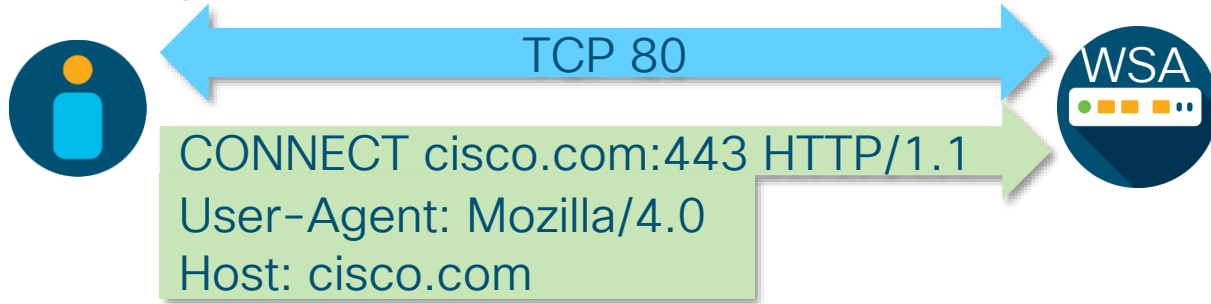 TCP 80
WSA
CONNECT cisco.com:443 HTTP/1.1
User-Agent: Mozilla/4.0
Host: cisco.com